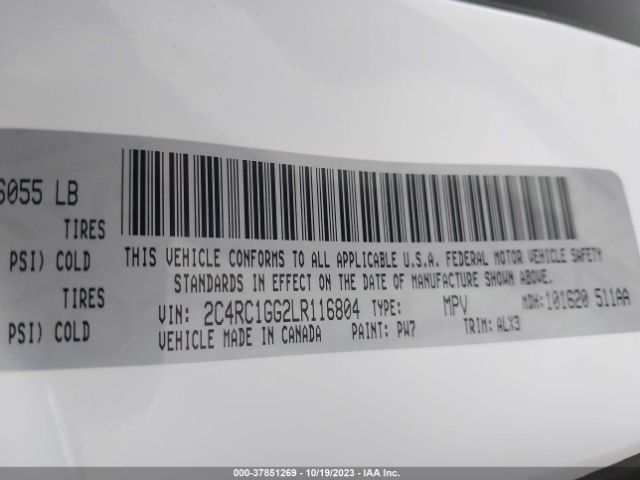 6055 LB
TIRES
PSI) COLD
TIRES
PSI) COLD
THIS VEHICLE CONFORMS TO ALL APPLICABLE U.S.A. FEDERAL MOTOR VEHICLE SAFETY
STANDARDS IN EFFECT ON THE DATE OF MANUFACTURE SHOWN ABOVE.
VIN: 2C4RC1GG2LR116804 TYPE: MPV MDH: 101620 511AA
VEHICLE MADE IN CANADA PAINT: PW7 TRIM: ALX9
000-37851269 - 10/19/2023 - © IAA Inc.